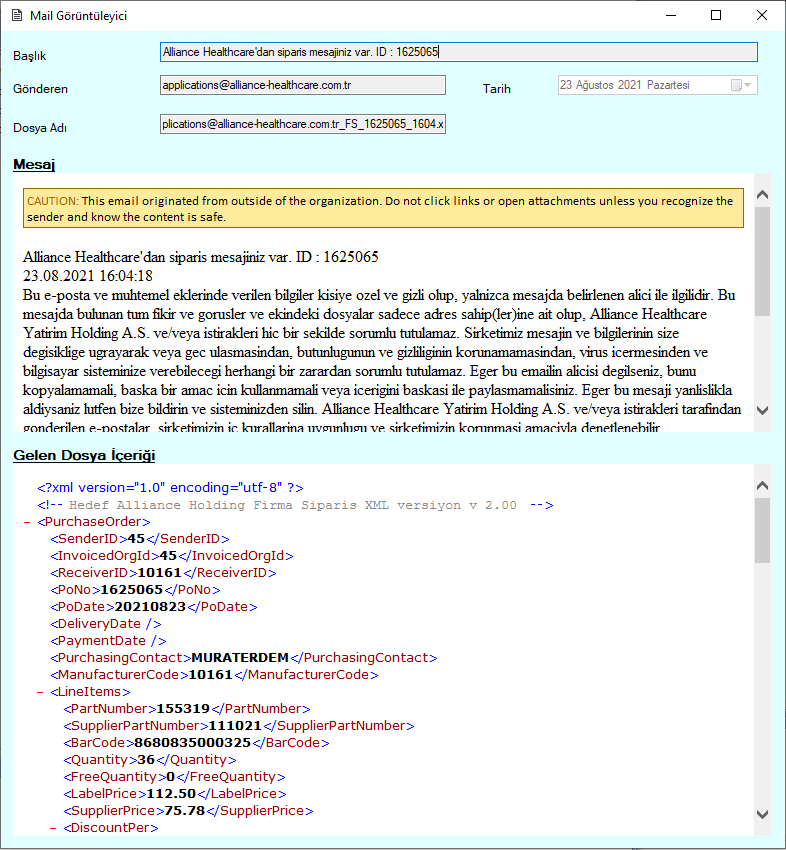 Mail Görüntüleyici
Başlık
Alliance Healthcare'dan siparis mesajiniz var. ID : 1625065
Gönderen
applications@alliance-healthcare.com.tr
Tarih
23 Ağustos 2021 Pazartesi
Dosya Adı
plications@alliance-healthcare.com.tr_FS_1625065_1604.x
Mesaj
CAUTION: This email originated from outside of the organization. Do not click links or open attachments unless you recognize the
sender and know the content is safe.
Alliance Healthcare'dan siparis mesajiniz var. ID : 1625065
23.08.2021 16:04:18
Bu e-posta ve muhtemel eklerinde verilen bilgiler kisiye ozel ve gizli olup, yalnizca mesajda belirlenen alici ile ilgilidir. Bu
mesajda bulunan tum fikir ve gorusler ve ekindeki dosyalar sadece adres sahip(ler)ine ait olup, Alliance Healthcare
Yatirim Holding A.S. ve/veya istirakleri hic bir sekilde sorumlu tutulamaz. Sirketimiz mesajin ve bilgilerinin size
degisiklige ugrayarak veya gec ulasmasindan, butunlugunun ve gizliliginin korunamamasindan, virus icermesinden ve
bilgisayar sisteminize verebilecegi herhangi bir zarardan sorumlu tutulamaz. Eger bu emailin alicisi degilseniz, bunu
kopyalamamali, baska bir amac icin kullanmamali veya icerigini baskasi ile paylasmamalisiniz. Eger bu mesaji yanlislikla
aldiysaniz lutfen bize bildirin ve sisteminizden silin. Alliance Healthcare Yatirim Holding A.S. ve/veya istirakleri tarafindan
gonderilen e-postalar, sirketimizin ic kurallarina uygunlugu ve sirketimizin korunmasi amaciyla denetlenebilir
Gelen Dosya İçeriği
<?xml version="1.0" encoding="utf-8" ?>
<!-- Hedef Alliance Holding Firma Siparis XML versiyon v 2.00 -->
- <PurchaseOrder>
<SenderID>45</SenderID>
<InvoicedOrgId>45</InvoicedOrgId>
<ReceiverID>10161</ReceiverID>
<PoNo>1625065</PoNo>
<PoDate>20210823</PoDate>
<DeliveryDate />
<PaymentDate />
<PurchasingContact>MURATERDEM</PurchasingContact>
<ManufacturerCode>10161</ManufacturerCode>
- <LineItems>
<PartNumber>155319</PartNumber>
<SupplierPartNumber>111021</SupplierPartNumber>
<BarCode>8680835000325</BarCode>
<Quantity>36</Quantity>
<FreeQuantity>0</FreeQuantity>
<LabelPrice>112.50</LabelPrice>
<SupplierPrice>75.78</SupplierPrice>
- <DiscountPer>